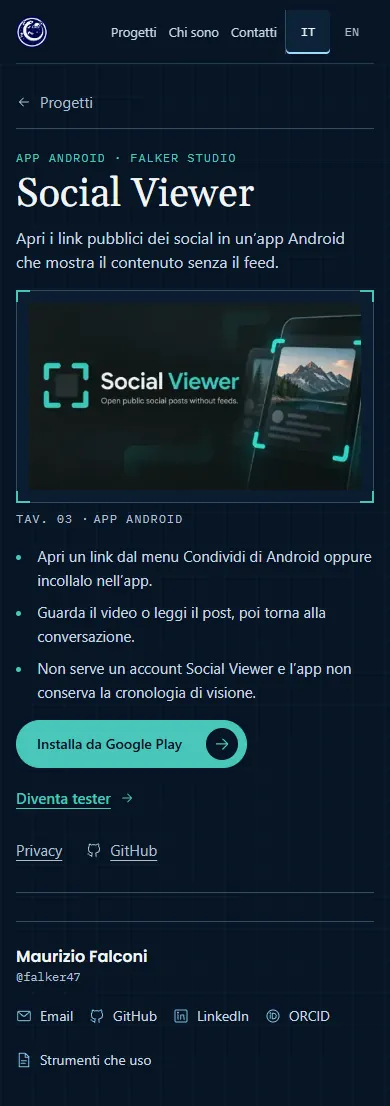 Progetti Chi sono Contatti IT EN
← Progetti
APP ANDROID · FALKER STUDIO
Social Viewer
Apri i link pubblici dei social in un’app Android
che mostra il contenuto senza il feed.
Social Viewer
Open public social posts without feeds.
TAV. 03 · APP ANDROID
• Apri un link dal menu Condividi di Android oppure
incollalo nell’app.
• Guarda il video o leggi il post, poi torna alla
conversazione.
• Non serve un account Social Viewer e l’app non
conserva la cronologia di visione.
Installa da Google Play →
Diventa tester →
Privacy GitHub
Maurizio Falconi
@falker47
Email GitHub LinkedIn ORCID
Strumenti che uso